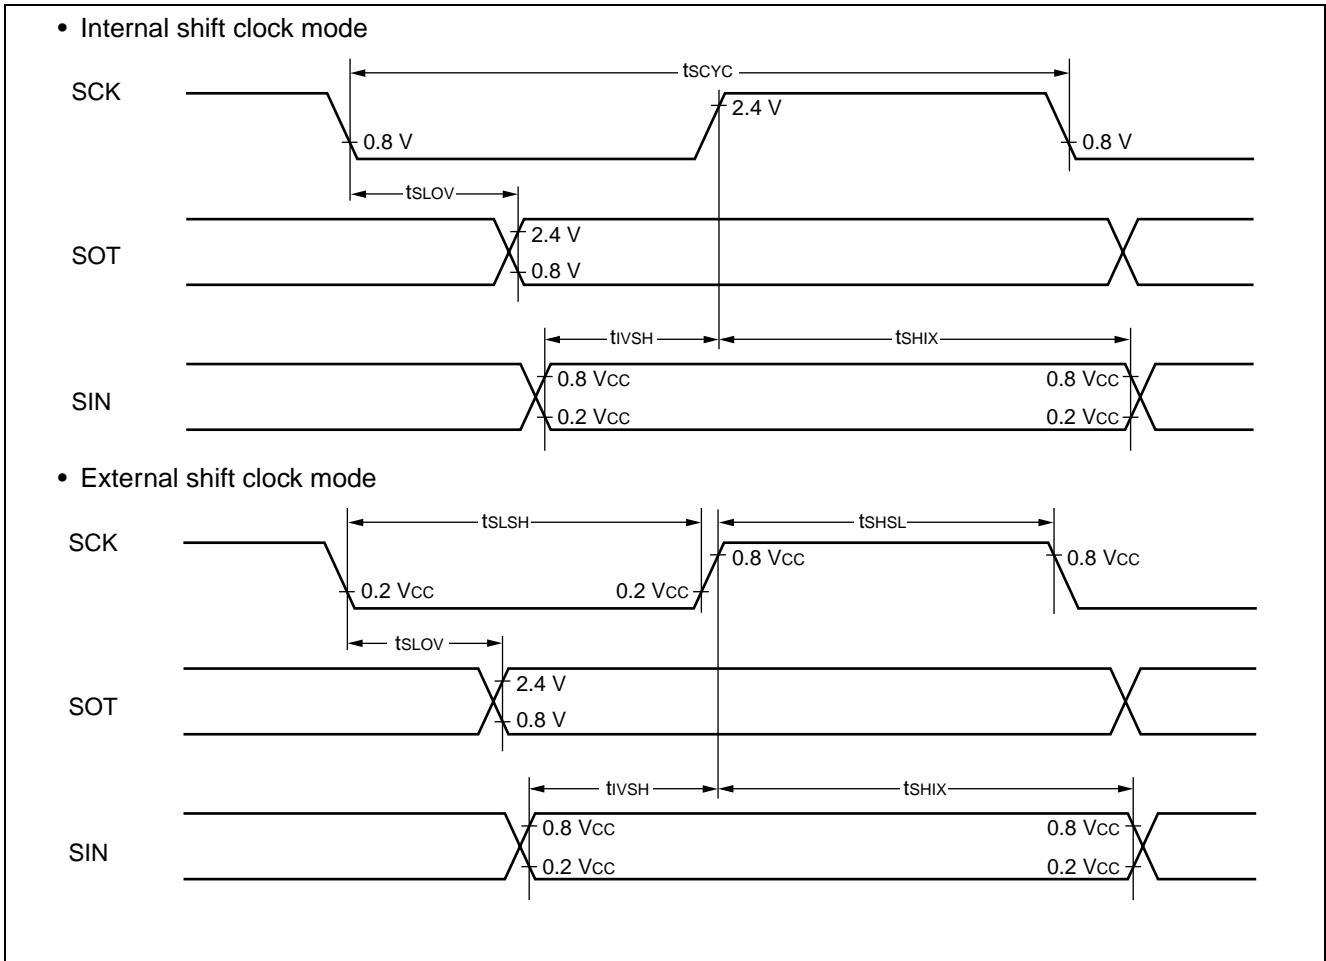 • Internal shift clock mode
tSCYC
SCK
2.4 V
0.8 V
0.8 V
tSLOV
2.4 V
SOT
0.8 V
tIVSH
tSHIX
0.8 VCC
0.8 VCC
SIN
0.2 VCC
0.2 VCC
• External shift clock mode
tSLSH
tSHSL
SCK
0.8 VCC
0.8 VCC
0.2 VCC
0.2 VCC
tSLOV
2.4 V
SOT
0.8 V
tIVSH
tSHIX
0.8 VCC
0.8 VCC
SIN
0.2 VCC
0.2 VCC